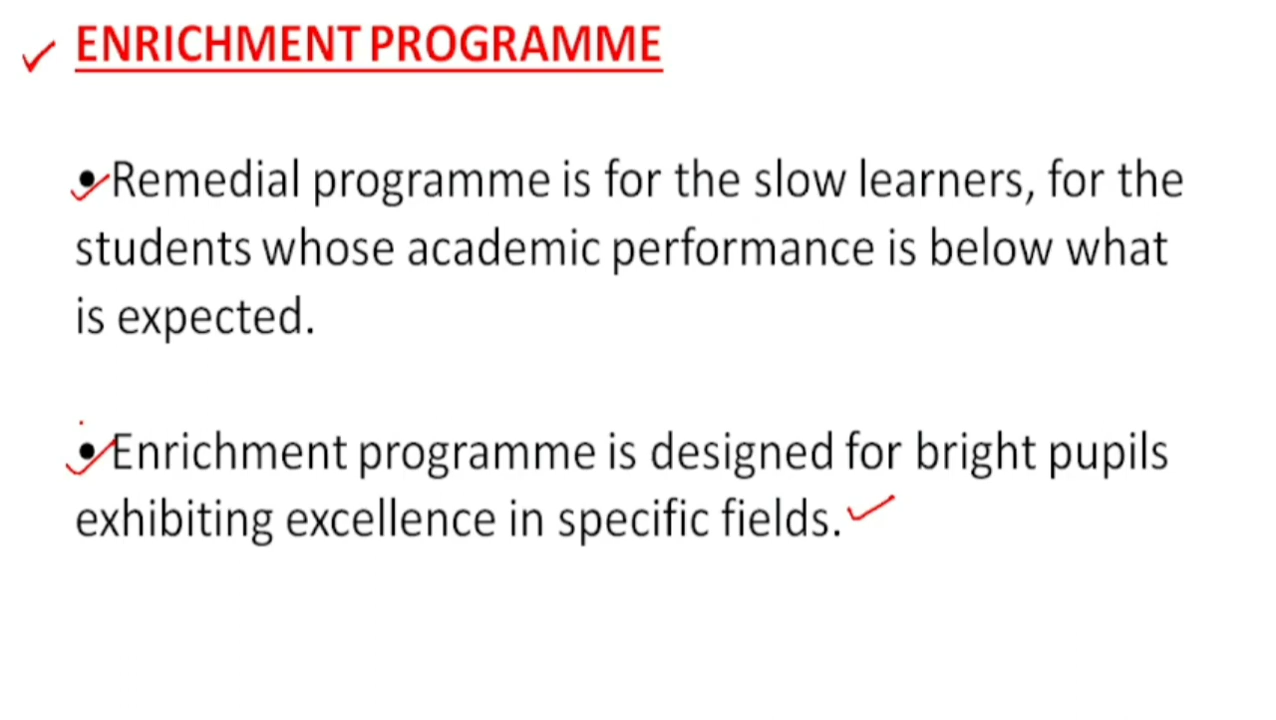 ENRICHMENT PROGRAMME
•Remedial programme is for the slow learners, for the
students whose academic performance is below what
is expected.
•Enrichment programme is designed for bright pupils
exhibiting excellence in specific fields.